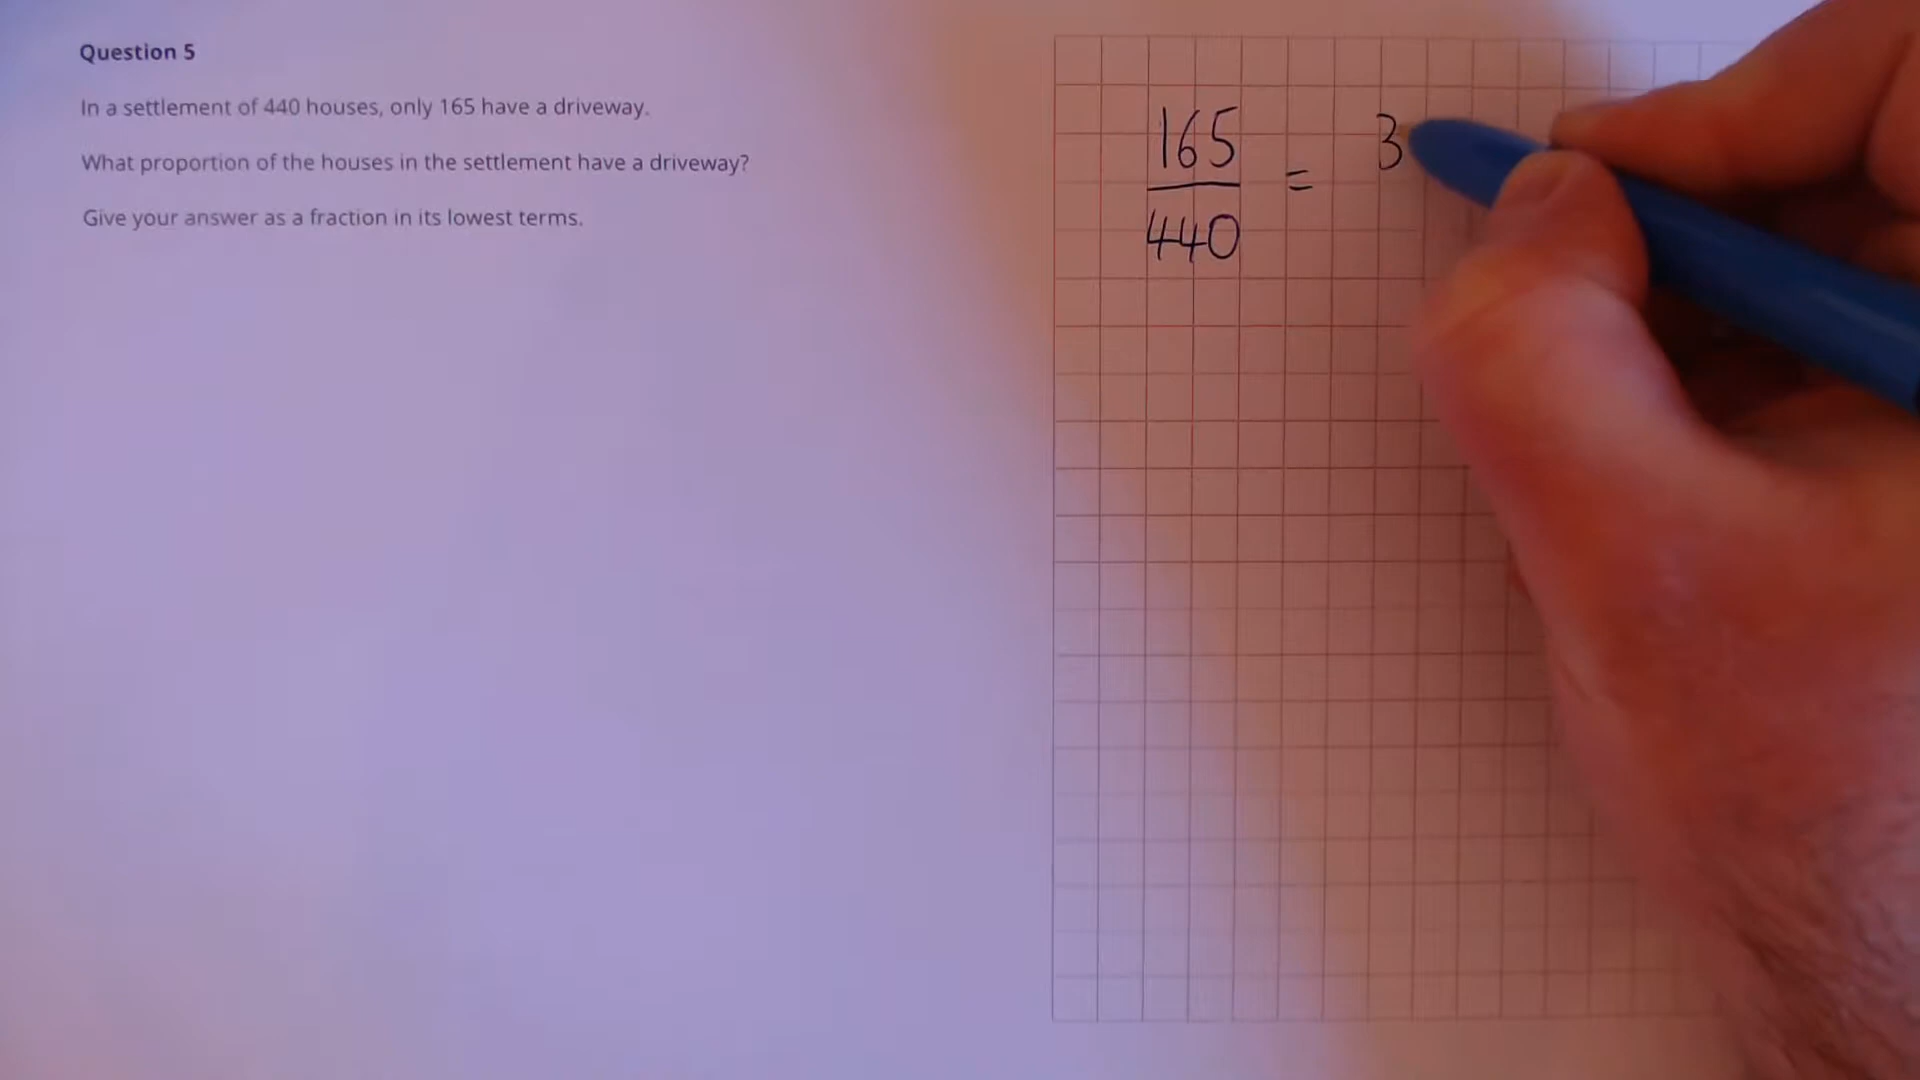 Question 5
In a settlement of 440 houses, only 165 have a driveway.
What proportion of the houses in the settlement have a driveway?
Give your answer as a fraction in its lowest terms.
165
= 3
440